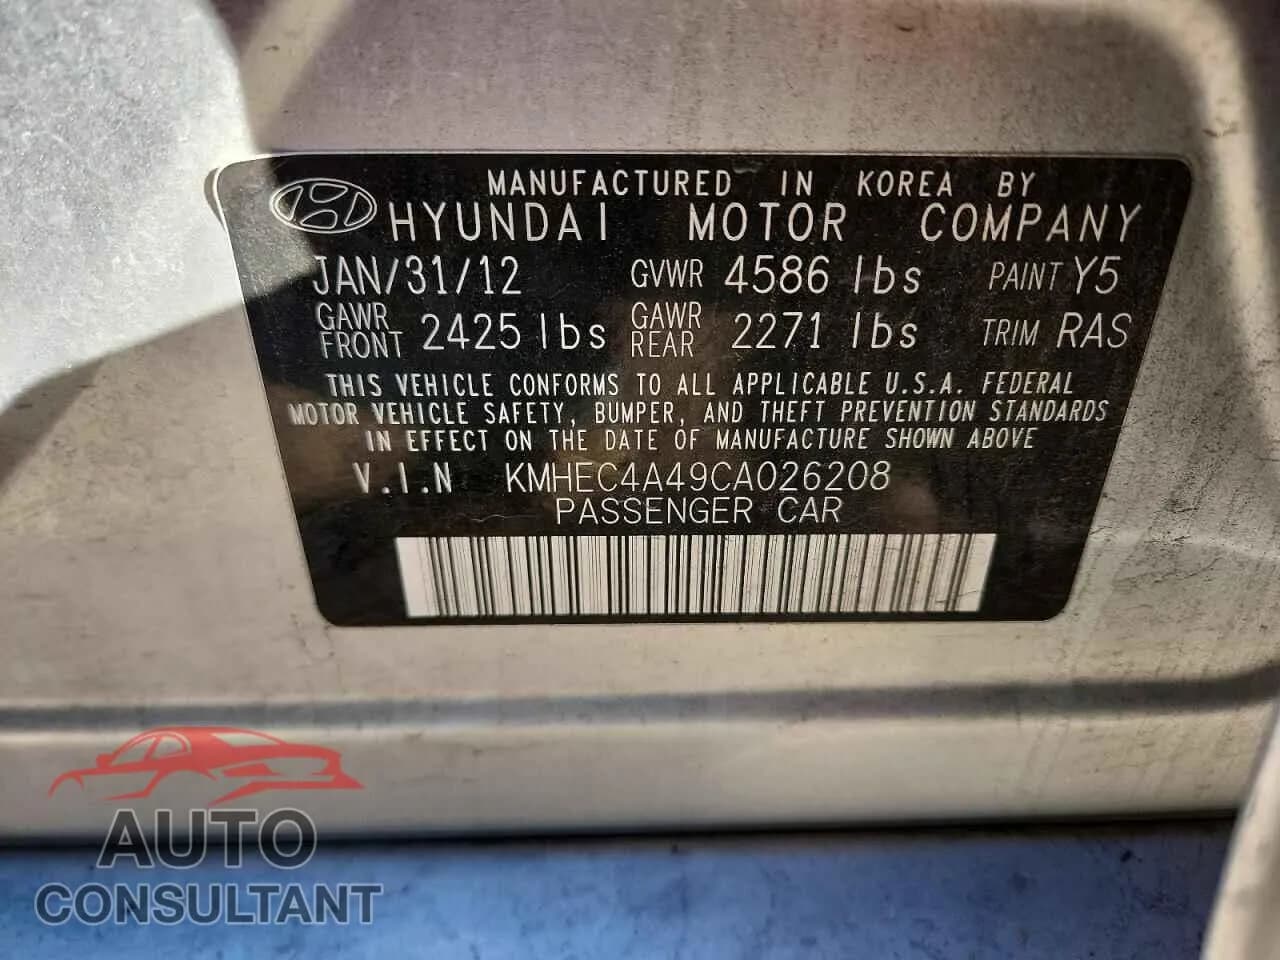 MANUFACTURED IN KOREA BY
HYUNDAI MOTOR COMPANY
JAN/31/12 GVWR 4586 lbs PAINT Y5
GAWR FRONT 2425 lbs GAWR REAR 2271 lbs TRIM RAS
THIS VEHICLE CONFORMS TO ALL APPLICABLE U.S.A. FEDERAL
MOTOR VEHICLE SAFETY, BUMPER, AND THEFT PREVENTION STANDARDS
IN EFFECT ON THE DATE OF MANUFACTURE SHOWN ABOVE
V.I.N KMHEC4A49CA026208
PASSENGER CAR
AUTO
CONSULTANT